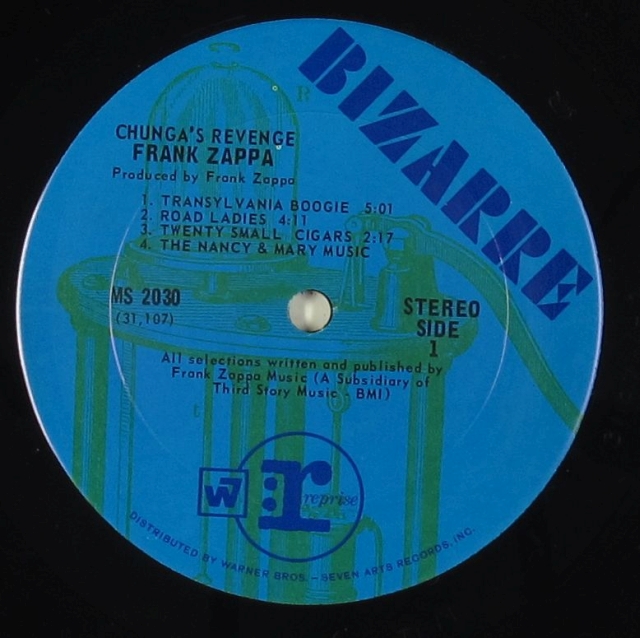 BIZARRE
CHUNGA'S REVENGE
FRANK ZAPPA
Produced by Frank Zappa
1. TRANSYLVANIA BOOGIE 5:01
2. ROAD LADIES 4:11
3. TWENTY SMALL CIGARS 2:17
4. THE NANCY & MARY MUSIC
MS 2030
(31,107)
STEREO
SIDE
1
All selections written and published by
Frank Zappa Music (A Subsidiary of
Third Story Music - BMI)
W7
r: reprise
DISTRIBUTED BY WARNER BROS. – SEVEN ARTS RECORDS, INC.
R
E